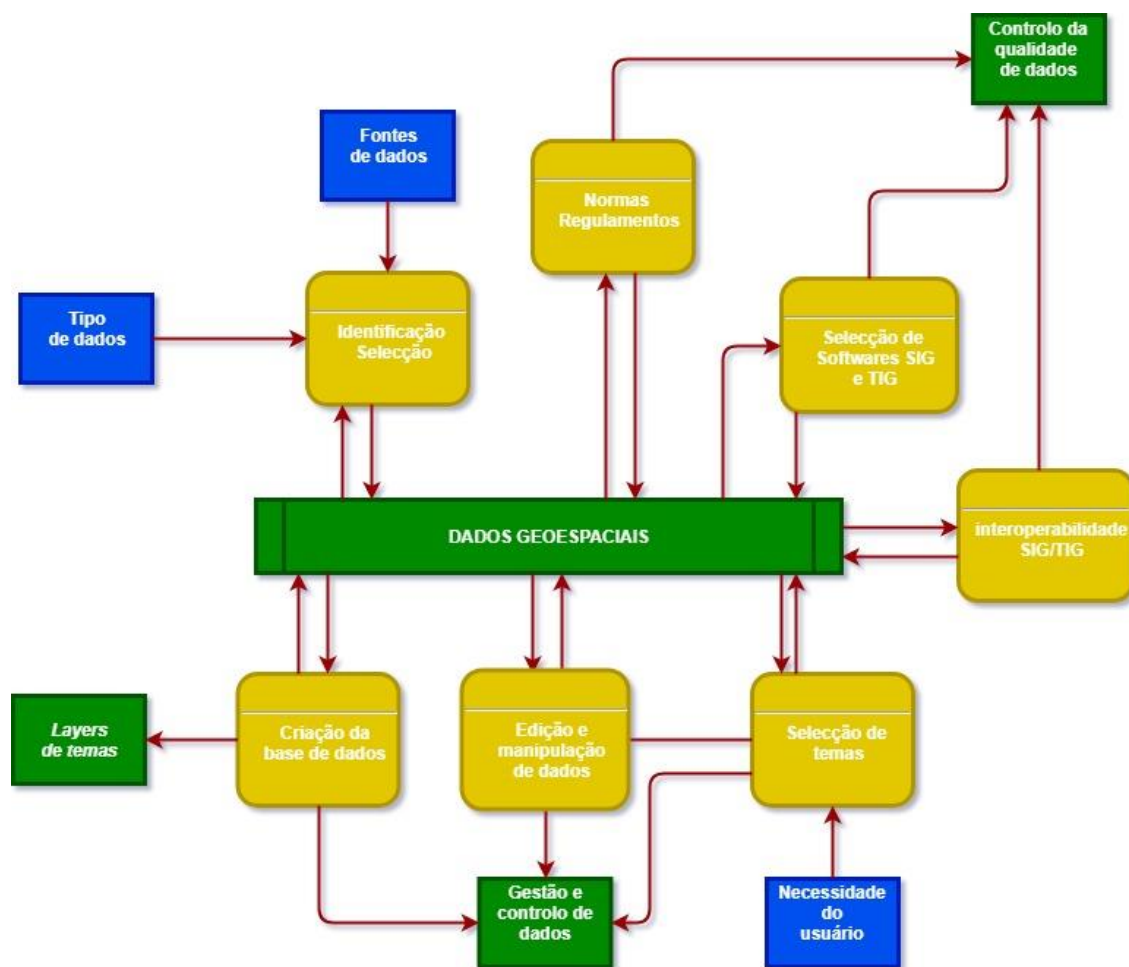 Controlo da
qualidade
de dados
Fontes
de dados
Normas
Regulamentos
Tipo
de dados
Identificação
Selecção
Selecção de
Softwares SIG
e TIG
DADOS GEOESPACIAIS
interoperabilidade
SIG/TIG
Layers
de temas
Criação da
base de dados
Edição e
manipulação
de dados
Selecção de
temas
Gestão e
controlo de
dados
Necessidade
do
usuário